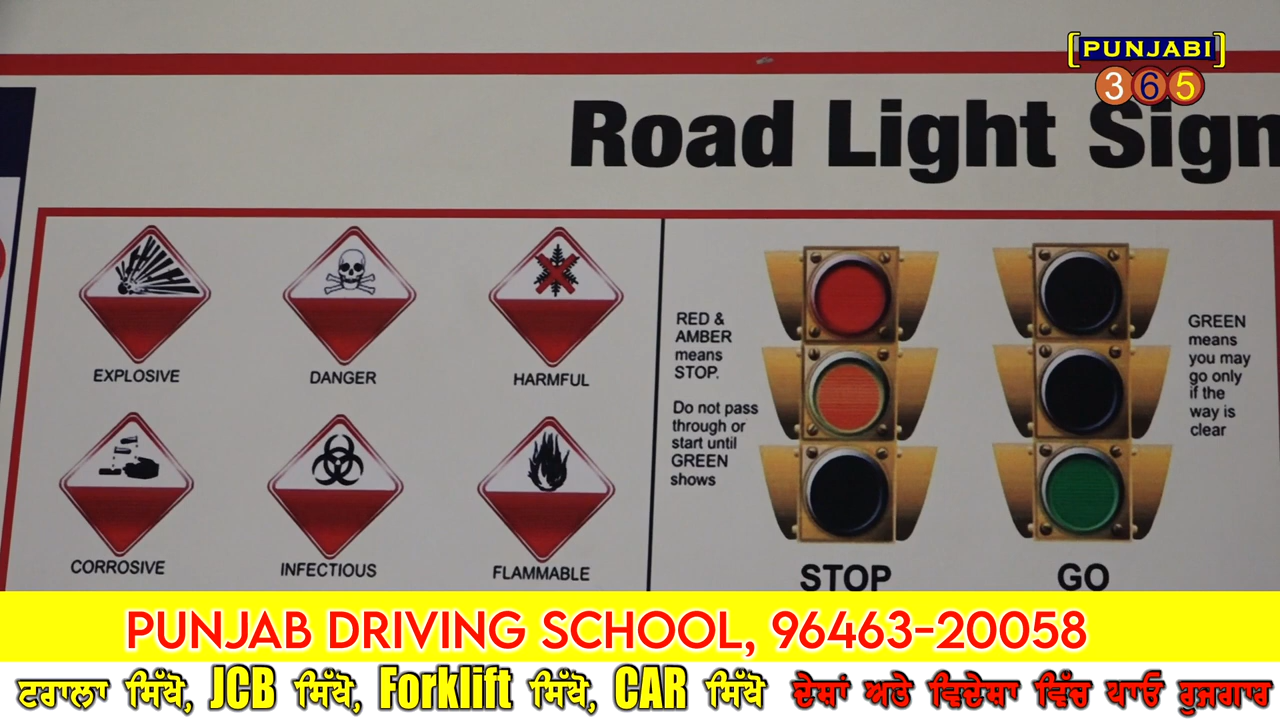 [PUNJABI]
365
Road Light Sign
EXPLOSIVE
DANGER
HARMFUL
CORROSIVE
INFECTIOUS
FLAMMABLE
RED &
AMBER
means
STOP.
Do not pass
through or
start until
GREEN
shows
STOP
GREEN
means
you may
go only
if the
way is
clear
GO
PUNJAB DRIVING SCHOOL, 96463-20058
ਟਰਾਲਾ ਸਿੱਖੋ, JCB ਸਿੱਖੋ, Forklift ਸਿੱਖੋ, CAR ਸਿੱਖੋ ਦੇਸ਼ਾਂ ਅਤੇ ਵਿਦੇਸ਼ਾ ਵਿੱਚ ਪਾਓ ਰੁਜਗਾਰ